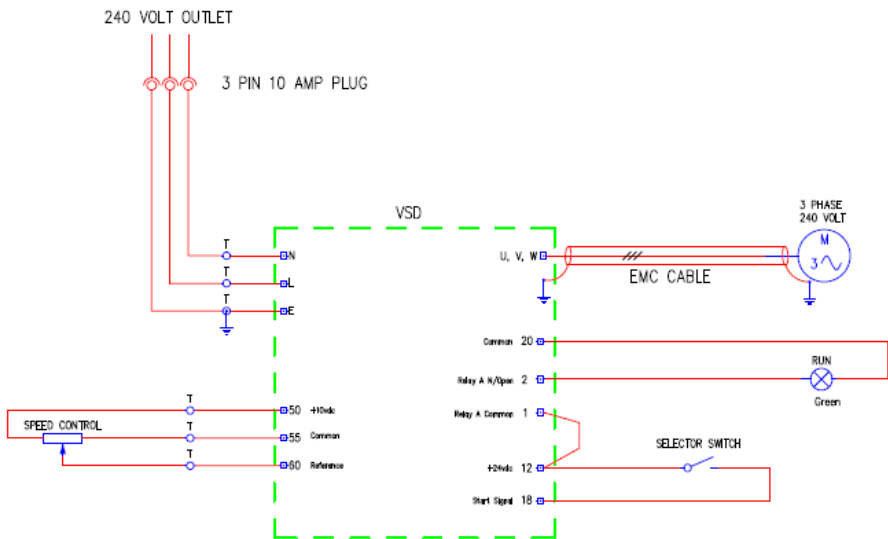 240 VOLT OUTLET
3 PIN 10 AMP PLUG
VSD
3 PHASE
240 VOLT
M
3
T
N
U, V, W
EMC CABLE
T
L
T
E
Common 20
RUN
Relay A N/Open 2
Green
T
50 +10vdc
Relay A Common 1
SPEED CONTROL
T
55 Common
SELECTOR SWITCH
T
60 Reference
+24vdc 12
Start Signal 18